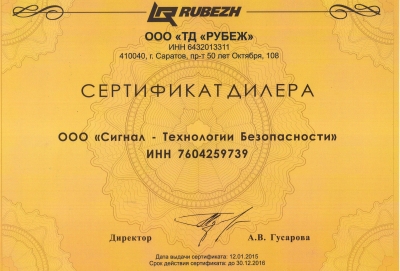 RUBEZH
ООО «ТД «РУБЕЖ»
ИНН 6432013311
410040, г. Саратов, пр-т 50 лет Октября, 108
СЕРТИФИКАТ ДИЛЕРА
ООО «Сигнал - Технологии Безопасности»
ИНН 7604259739
Директор А.В. Гусарова
Дата выдачи сертификата: 12.01.2015
Срок действия сертификата: до 30.12.2016